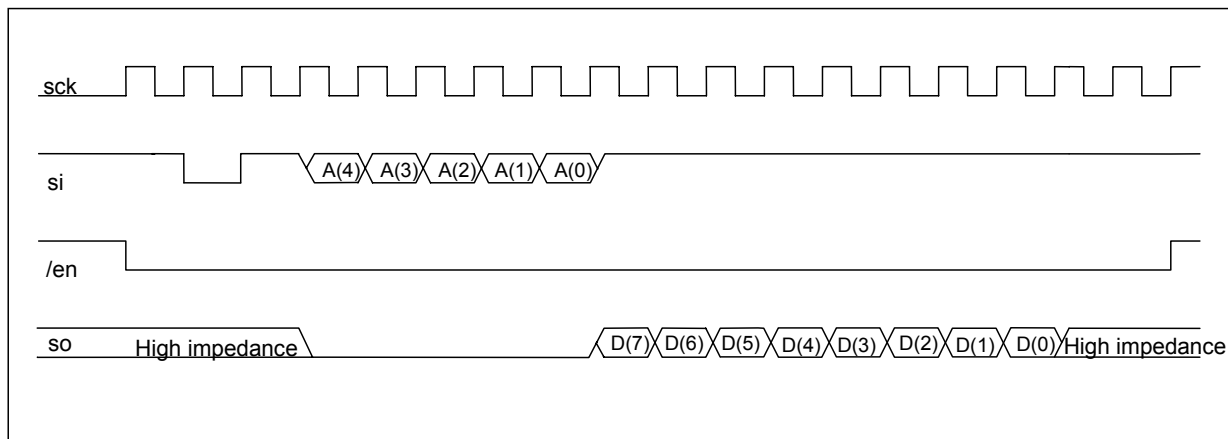 sck
si A(4) A(3) A(2) A(1) A(0)
/en
so High impedance D(7) D(6) D(5) D(4) D(3) D(2) D(1) D(0) High impedance